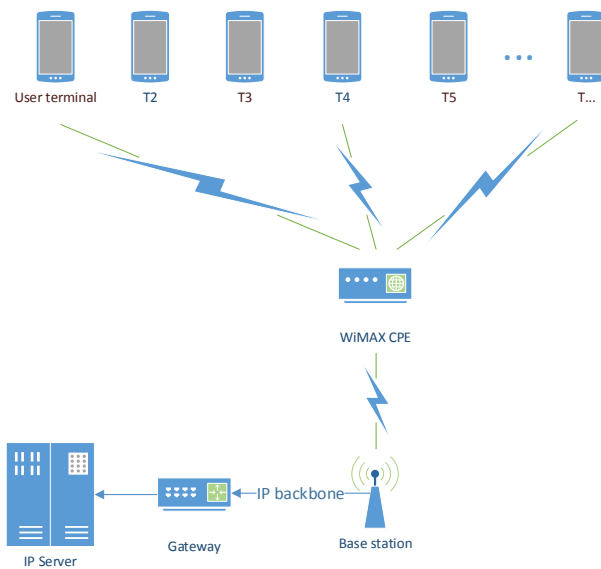 User terminal
T2
T3
T4
T5
T...
WiMAX CPE
IP backbone
Base station
Gateway
IP Server